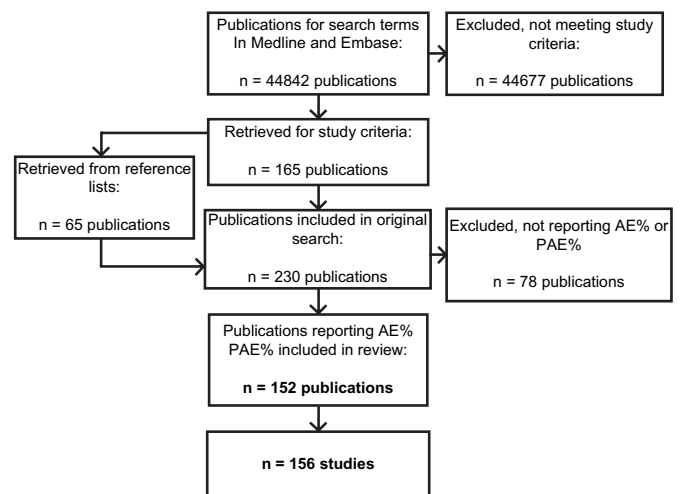 Publications for search terms
In Medline and Embase:
n = 44842 publications
Excluded, not meeting study
criteria:
n = 44677 publications
Retrieved for study criteria:
n = 165 publications
Retrieved from reference
lists:
n = 65 publications
Publications included in original
search:
n = 230 publications
Excluded, not reporting AE% or
PAE%
n = 78 publications
Publications reporting AE%
PAE% included in review:
n = 152 publications
n = 156 studies